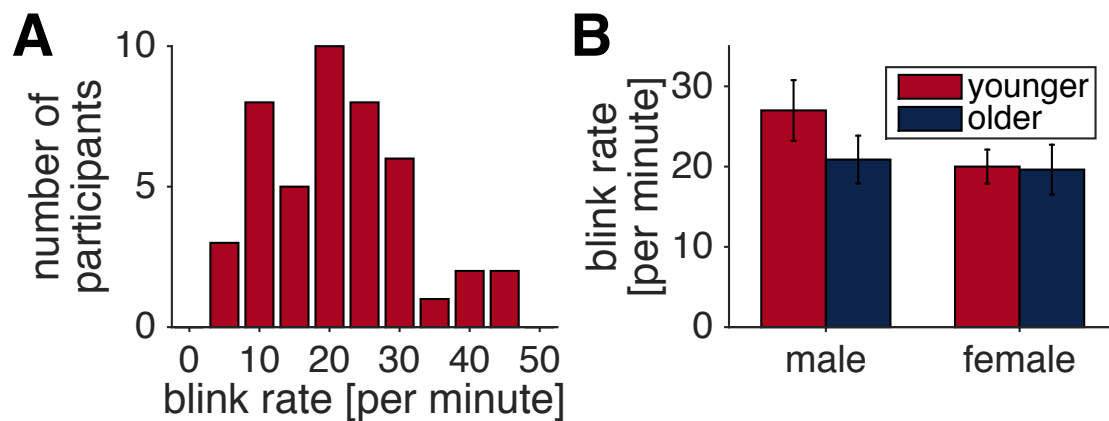 A
number of
participants
10
5
0
0 10 20 30 40 50
blink rate [per minute]
B
blink rate
[per minute]
30
20
10
0
younger
older
male female